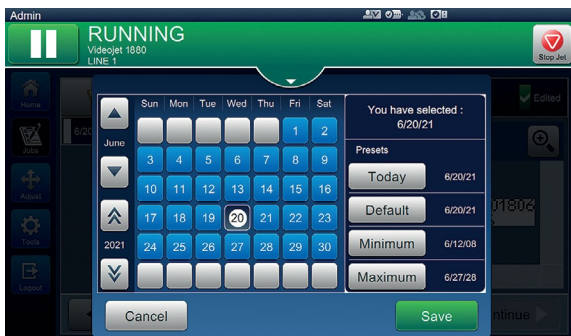 Admin
RUNNING
Videojet 1880
LINE 1
Stop Jet
Home
Jobs
Adjust
Tools
Logout
6/20
Edited
01806
ntinue
June
2021
Sun Mon Tue Wed Thu Fri Sat
1 2
3 4 5 6 7 8 9
10 11 12 13 14 15 16
17 18 19 20 21 22 23
24 25 26 27 28 29 30
You have selected :
6/20/21
Presets
Today 6/20/21
Default 6/20/21
Minimum 6/12/08
Maximum 6/27/28
Cancel
Save